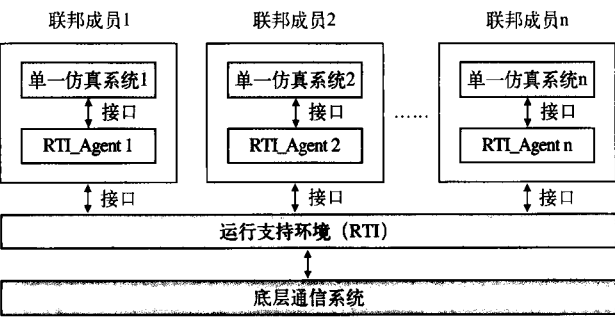 联邦成员1 联邦成员2 联邦成员n
单一仿真系统1 单一仿真系统2 单一仿真系统n
接口 接口 接口
……
RTI_Agent 1 RTI_Agent 2 RTI_Agent n
接口 接口 接口
运行支持环境（RTI）
底层通信系统